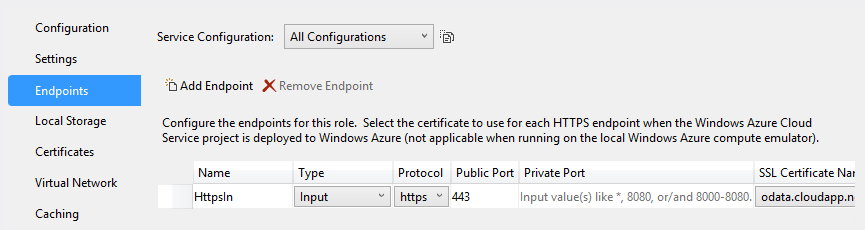 Configuration
Settings
Endpoints
Local Storage
Certificates
Virtual Network
Caching
Service Configuration: All Configurations
Add Endpoint Remove Endpoint
Configure the endpoints for this role. Select the certificate to use for each HTTPS endpoint when the Windows Azure Cloud
Service project is deployed to Windows Azure (not applicable when running on the local Windows Azure compute emulator).
Name Type Protocol Public Port Private Port SSL Certificate Nar
HttpsIn Input https 443 Input value(s) like *, 8080, or/and 8000-8080. odata.cloudapp.n